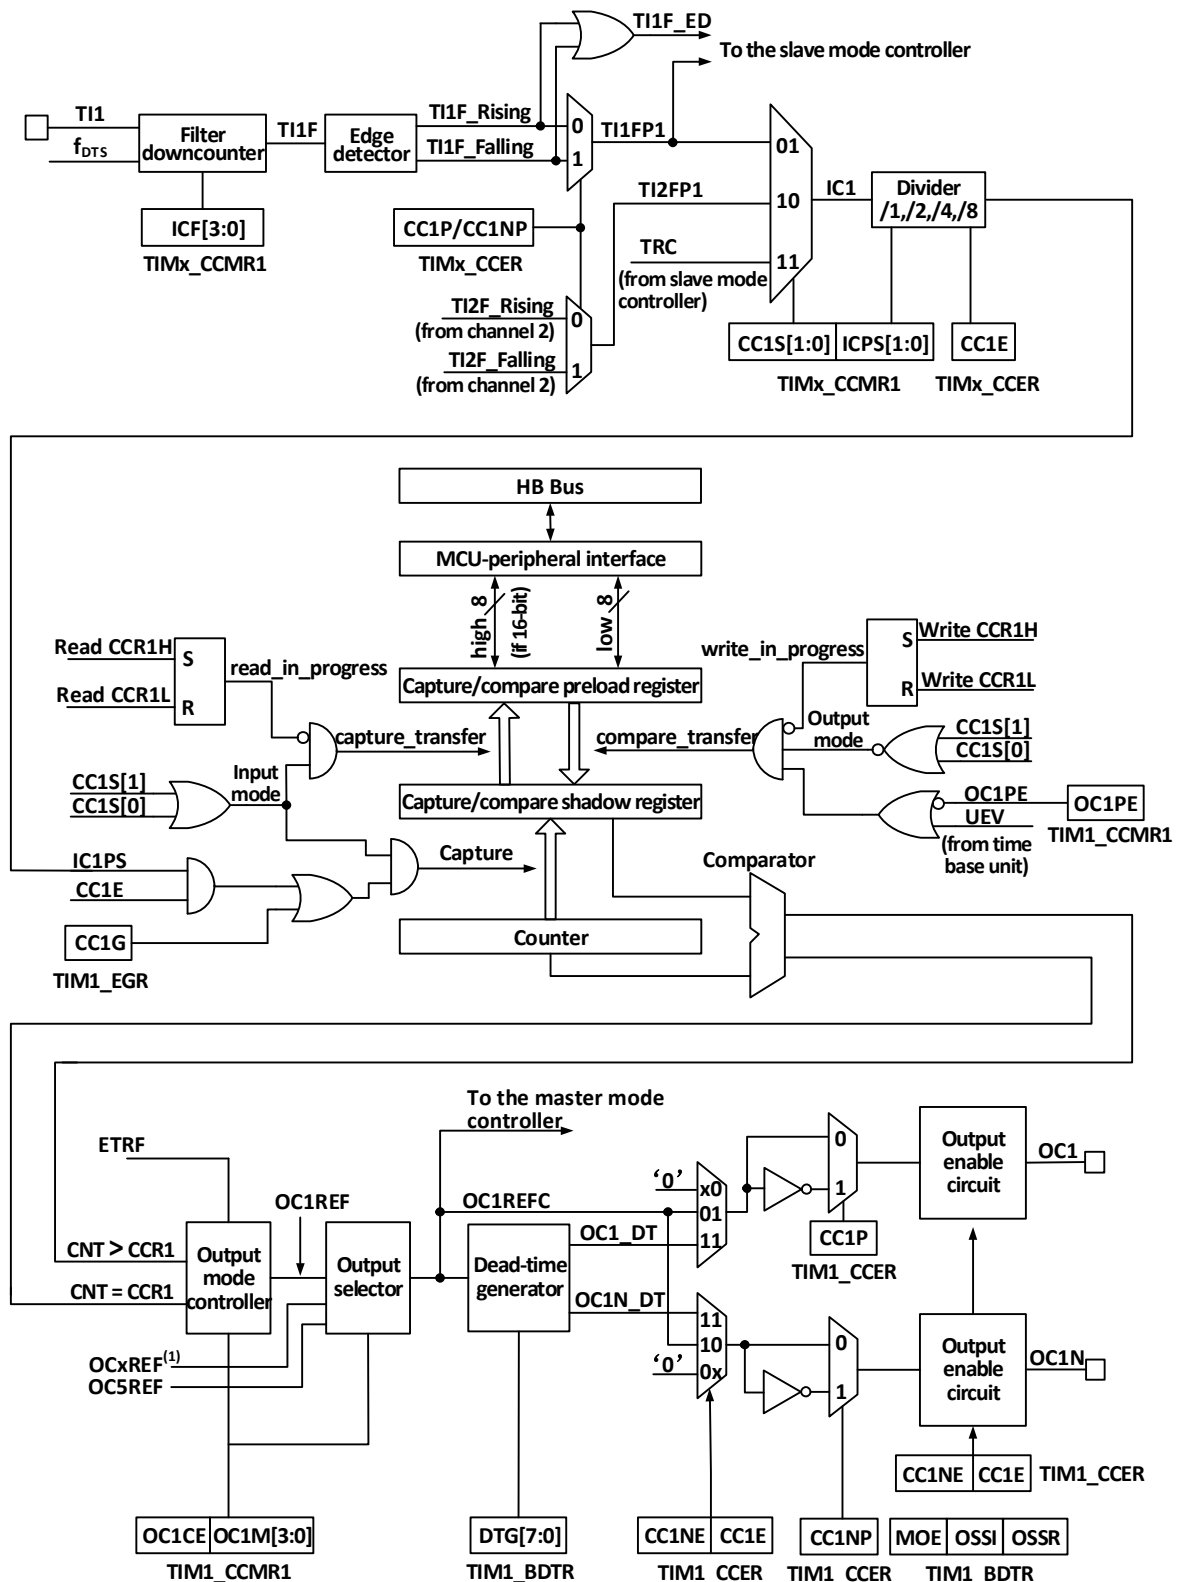 TI1F_ED
To the slave mode controller
TI1
fDTS
Filter
downcounter
TI1F
Edge
detector
TI1F_Rising
TI1F_Falling
0
1
TI1FP1
01
10
11
TI2FP1
TRC
(from slave mode
controller)
IC1
Divider
/1,/2,/4,/8
ICF[3:0]
TIMx_CCMR1
CC1P/CC1NP
TIMx_CCER
TI2F_Rising
(from channel 2)
TI2F_Falling
(from channel 2)
0
1
CC1S[1:0]
ICPS[1:0]
TIMx_CCMR1
CC1E
TIMx_CCER
HB Bus
MCU-peripheral interface
high
8
(if 16-bit)
low
8
Read CCR1H
Read CCR1L
S
R
read_in_progress
Capture/compare preload register
write_in_progress
S
R
Write CCR1H
Write CCR1L
capture_transfer
compare_transfer
Output
mode
CC1S[1]
CC1S[0]
CC1S[1]
CC1S[0]
Input
mode
Capture/compare shadow register
OC1PE
UEV
(from time
base unit)
OC1PE
TIM1_CCMR1
IC1PS
CC1E
CC1G
TIM1_EGR
Capture
Counter
Comparator
To the master mode
controller
ETRF
OC1REF
CNT > CCR1
CNT = CCR1
Output
mode
controller
Output
selector
OCxREF(1)
OC5REF
OC1REFC
Dead-time
generator
OC1_DT
OC1N_DT
‘0’
x0
01
11
11
10
0x
‘0’
0
1
CC1P
TIM1_CCER
0
1
Output
enable
circuit
OC1
Output
enable
circuit
OC1N
CC1NE
CC1E
TIM1_CCER
OC1CE
OC1M[3:0]
TIM1_CCMR1
DTG[7:0]
TIM1_BDTR
CC1NE
CC1E
TIM1_CCER
CC1NP
TIM1_CCER
MOE
OSSI
OSSR
TIM1_BDTR